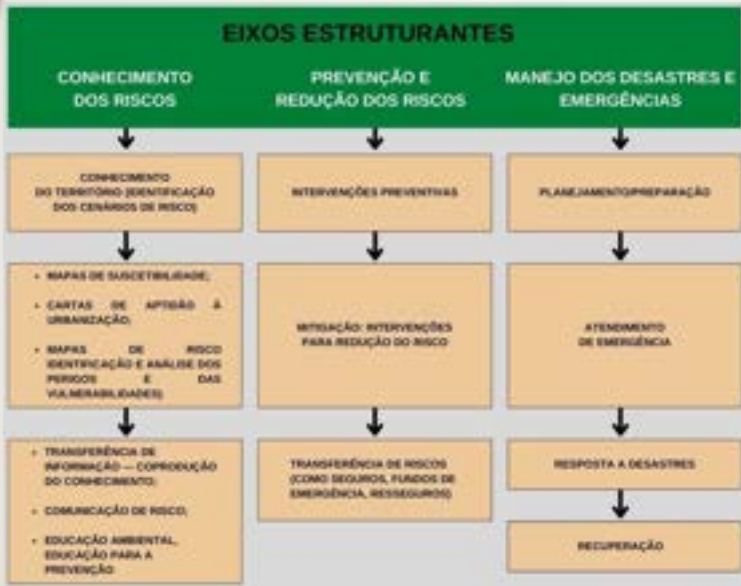 EIXOS ESTRUTURANTES
CONHECIMENTO
DOS RISCOS
PREVENÇÃO E
REDUÇÃO DOS RISCOS
MANEJO DOS DESASTRES E
EMERGÊNCIAS
CONHECIMENTO
DO TERRITÓRIO (IDENTIFICAÇÃO
DOS CENÁRIOS DE RISCO)
INTERVENÇÕES PREVENTIVAS
PLANEJAMENTO/PREPARAÇÃO
• MAPAS DE SUSCETIBILIDADE;
• CARTAS DE APTIDÃO À
URBANIZAÇÃO;
• MAPAS DE RISCO
IDENTIFICAÇÃO E ANÁLISE DOS
PERIGOS E DAS
VULNERABILIDADES)
MITIGAÇÃO: INTERVENÇÕES
PARA REDUÇÃO DO RISCO
ATENDIMENTO
DE EMERGÊNCIA
• TRANSFERÊNCIA DE
INFORMAÇÃO — COPRODUÇÃO
DO CONHECIMENTO;
• COMUNICAÇÃO DE RISCO;
• EDUCAÇÃO AMBIENTAL,
EDUCAÇÃO PARA A
PREVENÇÃO
TRANSFERÊNCIA DE RISCOS
(COMO SEGUROS, FUNDOS DE
EMERGÊNCIA, RESSEGUROS)
RESPOSTA A DESASTRES
RECUPERAÇÃO